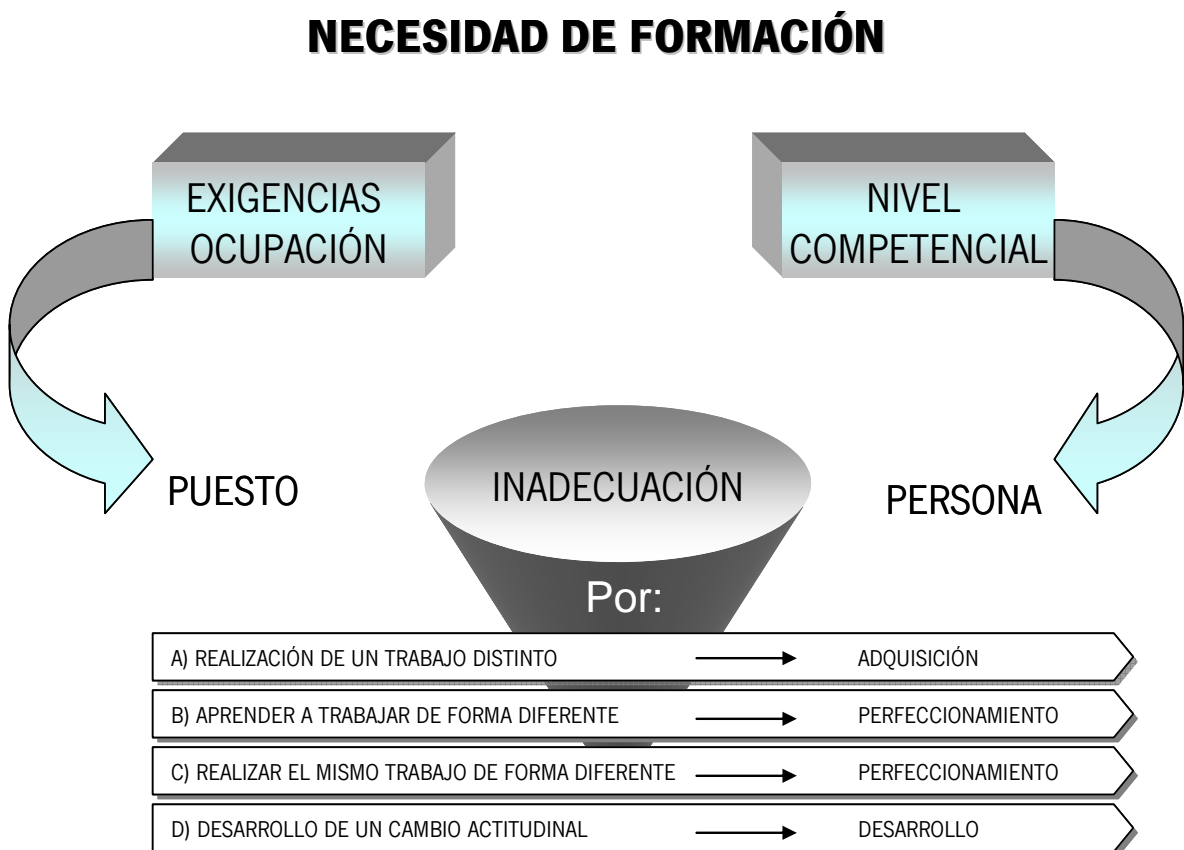 NECESIDAD DE FORMACIÓN
EXIGENCIAS
OCUPACIÓN
NIVEL
COMPETENCIAL
PUESTO
INADECUACIÓN
PERSONA
Por:
A) REALIZACIÓN DE UN TRABAJO DISTINTO ADQUISICIÓN
B) APRENDER A TRABAJAR DE FORMA DIFERENTE PERFECCIONAMIENTO
C) REALIZAR EL MISMO TRABAJO DE FORMA DIFERENTE PERFECCIONAMIENTO
D) DESARROLLO DE UN CAMBIO ACTITUDINAL DESARROLLO